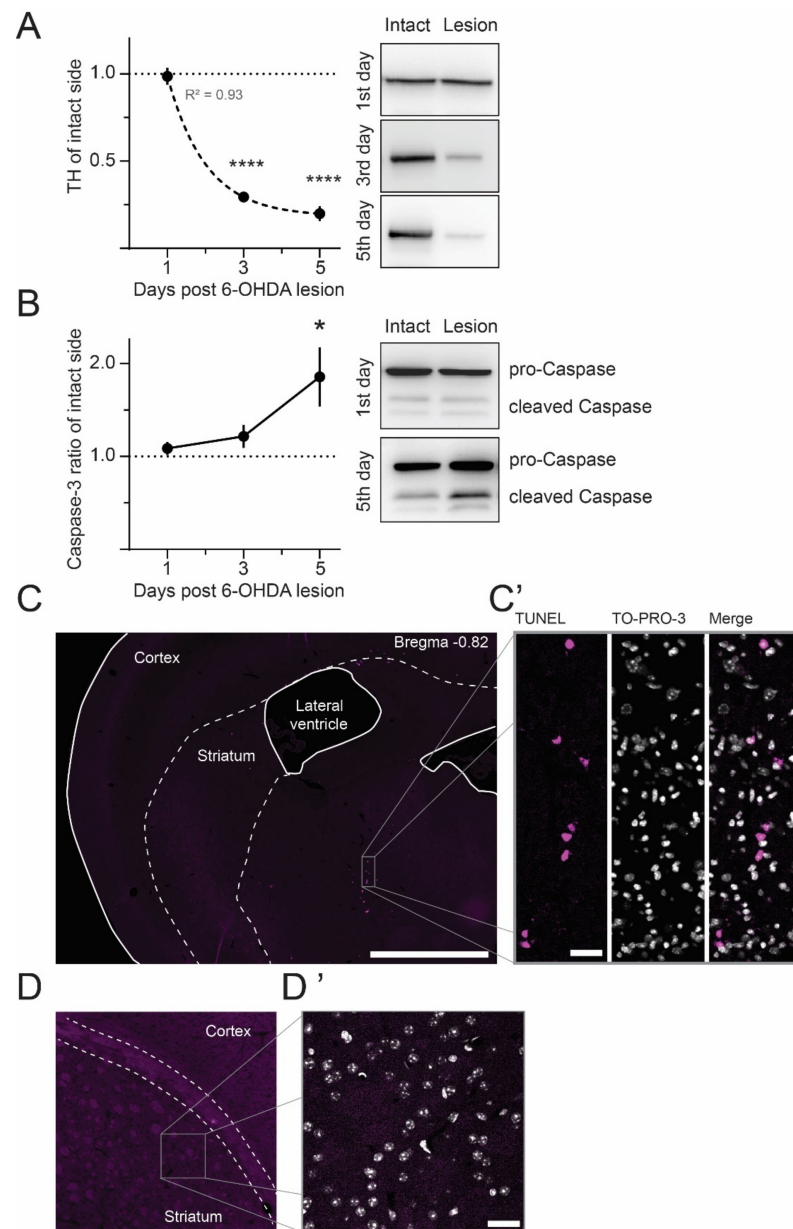 A
TH of intact side
1.0
0.5
R² = 0.93
****
****
1
3
5
Days post 6-OHDA lesion
Intact
Lesion
1st day
3rd day
5th day
B
Caspase-3 ratio of intact side
2.0
1.0
*
1
3
5
Days post 6-OHDA lesion
Intact
Lesion
1st day
pro-Caspase
cleaved Caspase
5th day
pro-Caspase
cleaved Caspase
C
Bregma -0.82
Cortex
Lateral
ventricle
Striatum
C'
TUNEL
TO-PRO-3
Merge
D
Cortex
Striatum
D '